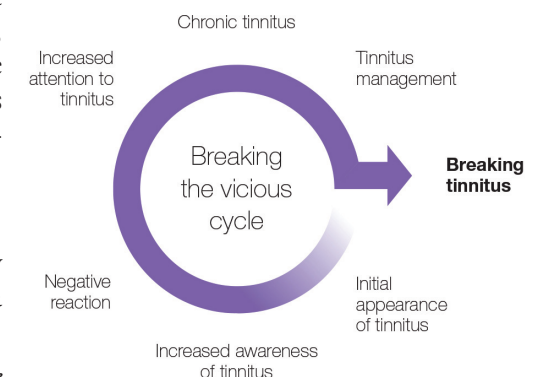 Chronic tinnitus
Increased
attention to
tinnitus
Tinnitus
management
Breaking
the vicious
cycle
Breaking
tinnitus
Negative
reaction
Initial
appearance
of tinnitus
Increased awareness
of tinnitus